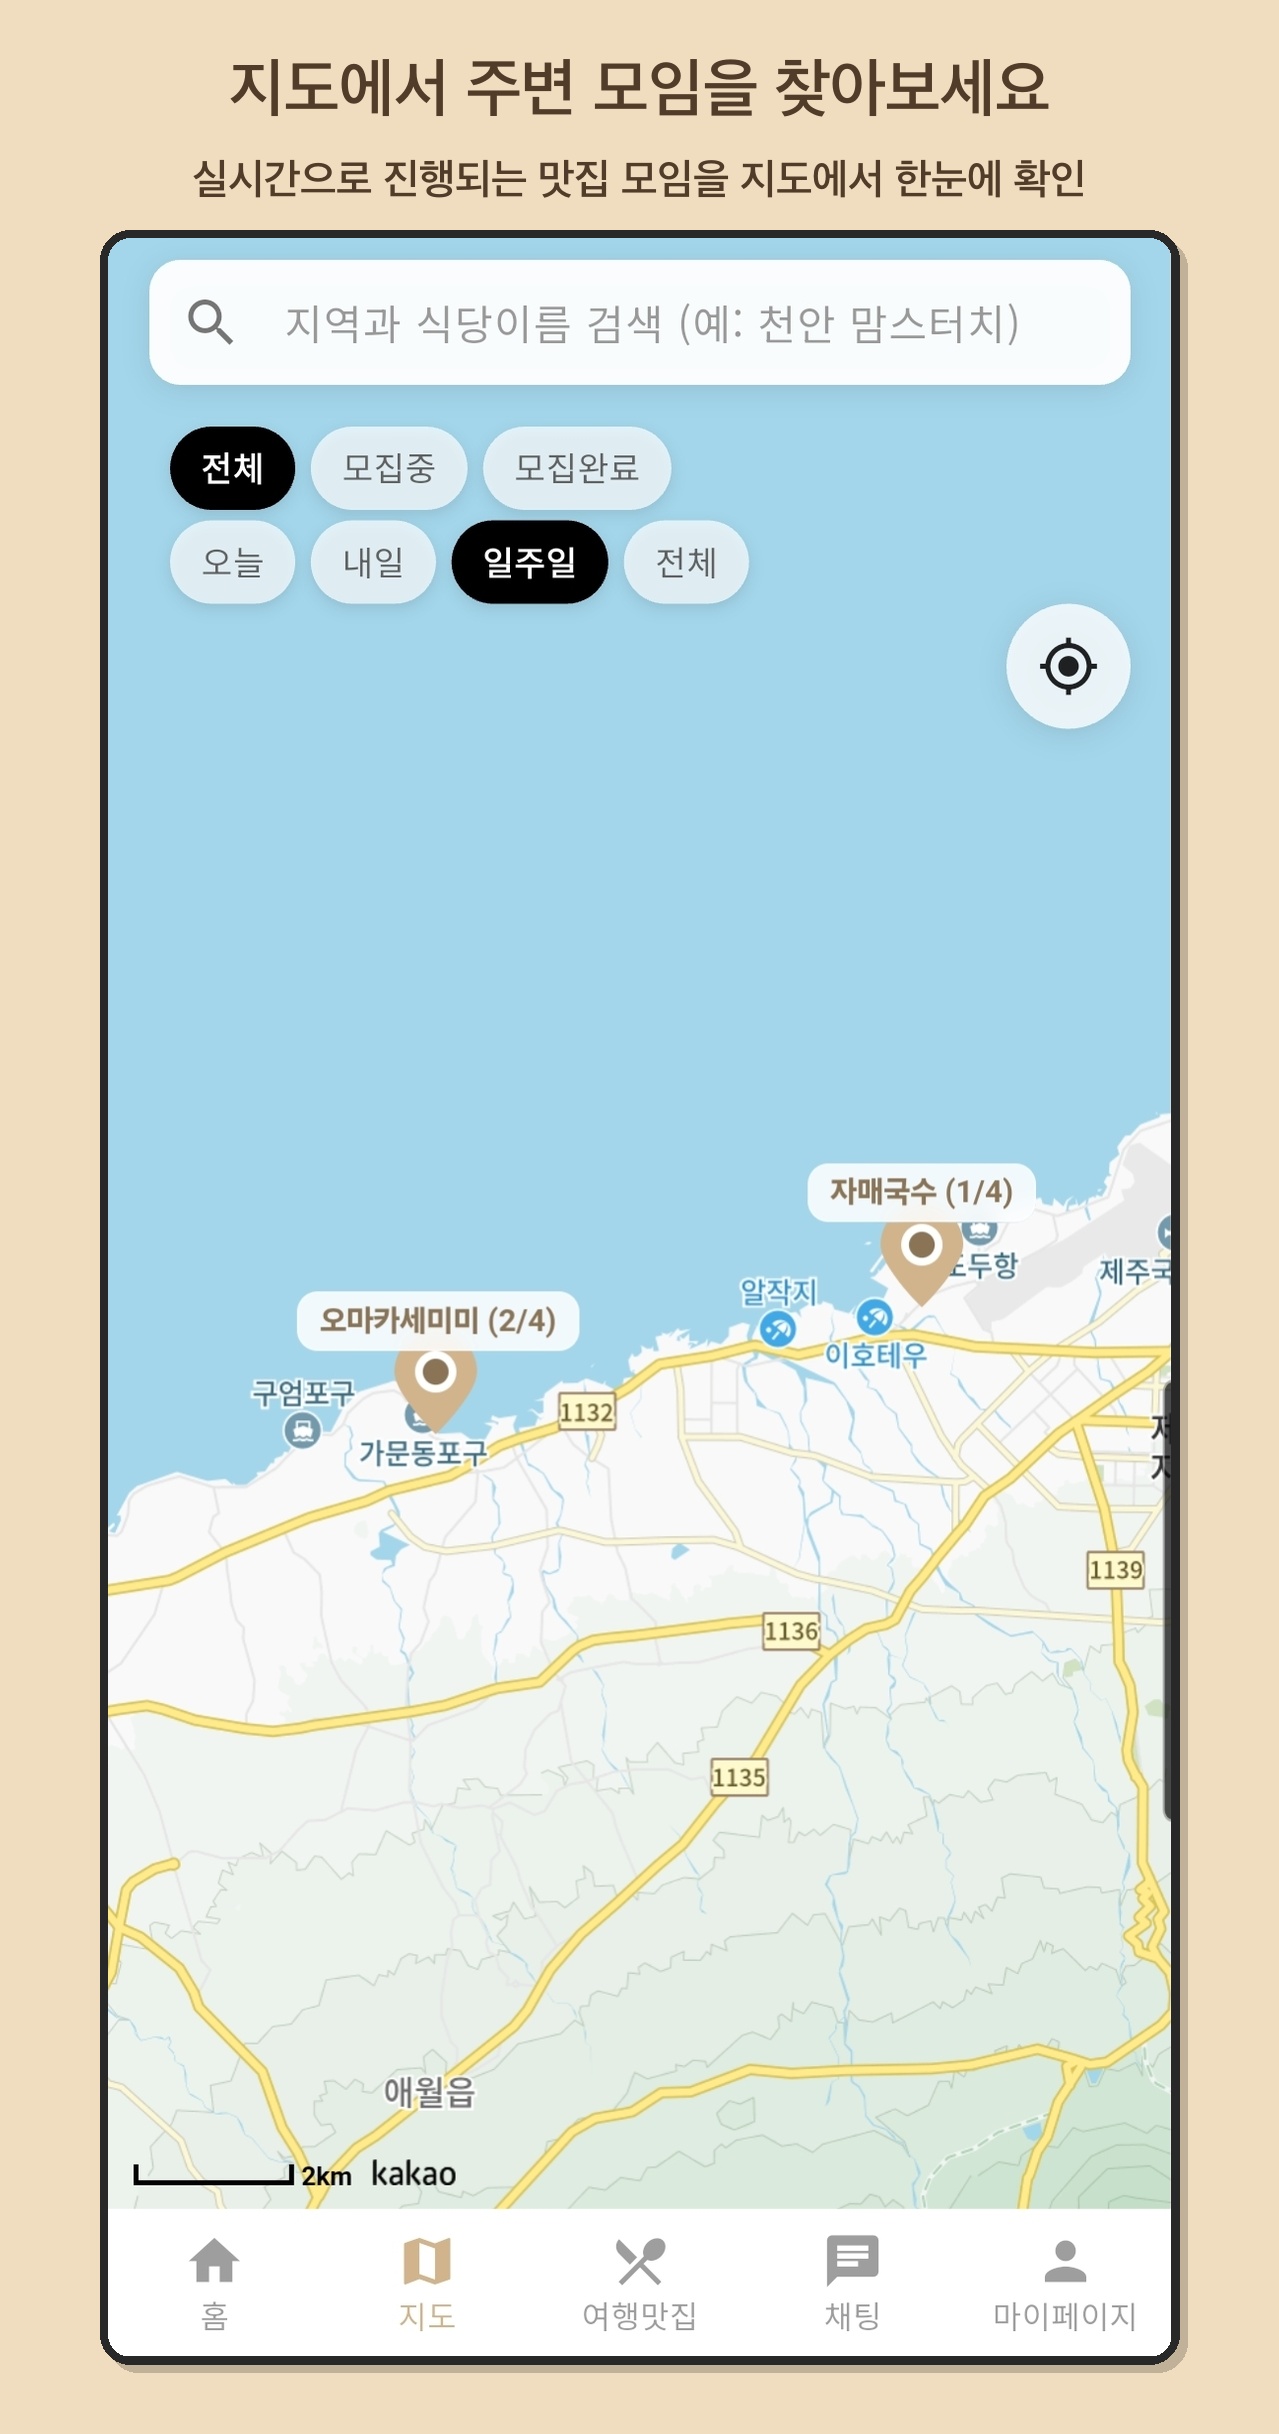 지도에서 주변 모임을 찾아보세요
실시간으로 진행되는 맛집 모임을 지도에서 한눈에 확인
지역과 식당이름 검색 (예: 천안 맘스터치)
전체 모집중 모집완료
오늘 내일 일주일 전체
자매국수 (1/4)
도두항
제주국
알작지
이호테우
오마카세미미 (2/4)
구엄포구
가문동포구
1132
1139
1136
1135
애월읍
2km kakao
홈 지도 여행맛집 채팅 마이페이지